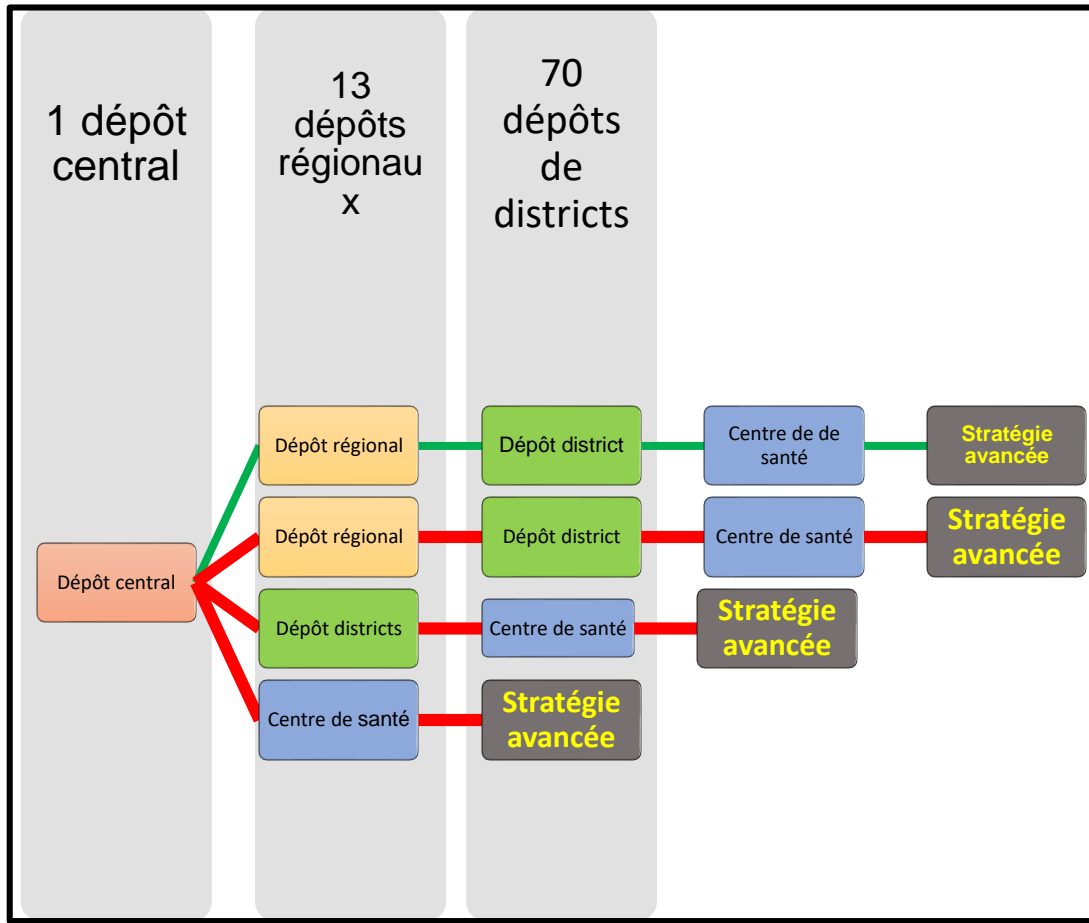 1 dépôt
central
13
dépôts
régionau
x
70
dépôts
de
districts
Dépôt régional
Dépôt district
Centre de de
santé
Stratégie
avancée
Dépôt régional
Dépôt district
Centre de santé
Stratégie
avancée
Dépôt central
Dépôt districts
Centre de santé
Stratégie
avancée
Centre de santé
Stratégie
avancée